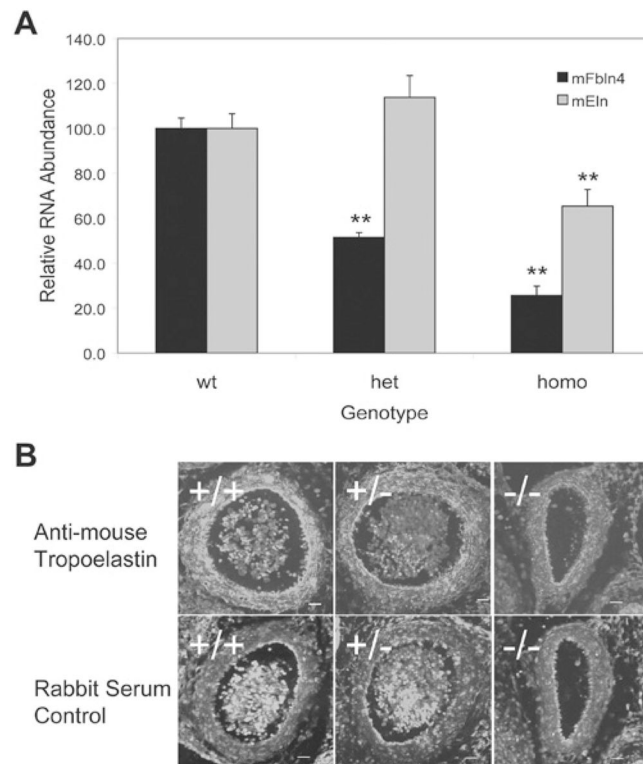 A
Relative RNA Abundance
140.0
120.0
100.0
80.0
60.0
40.0
20.0
0.0
mFbln4
mEln
**
**
**
wt
het
homo
Genotype
B
Anti-mouse
Tropoelastin
+/+
+/-
-/-
Rabbit Serum
Control
+/+
+/-
-/-